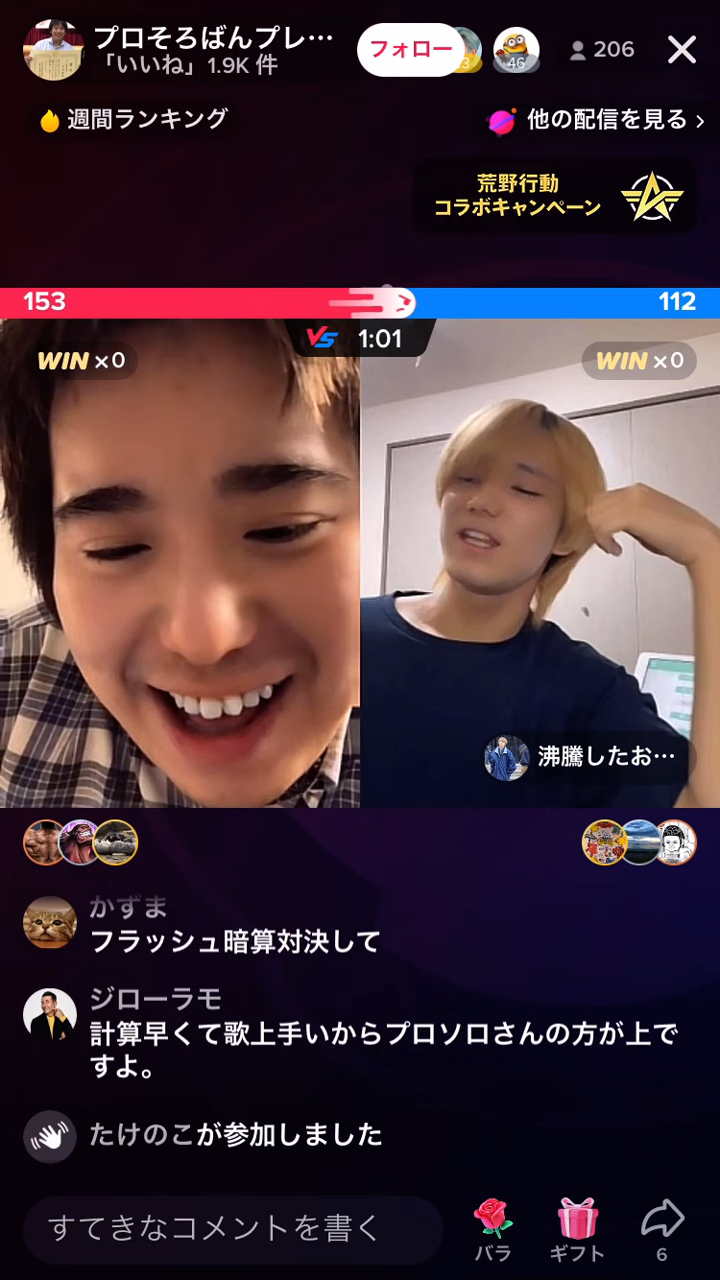 プロそろばんプレ…
「いいね」1.9K 件
フォロー
46
206
週間ランキング
他の配信を見る
荒野行動
コラボキャンペーン
153
112
VS 1:01
WIN ×0
WIN ×0
沸騰したお…
かずま
フラッシュ暗算対決して
ジローラモ
計算早くて歌上手いからプロソロさんの方が上で
すよ。
たけのこが参加しました
すてきなコメントを書く
バラ
ギフト
6